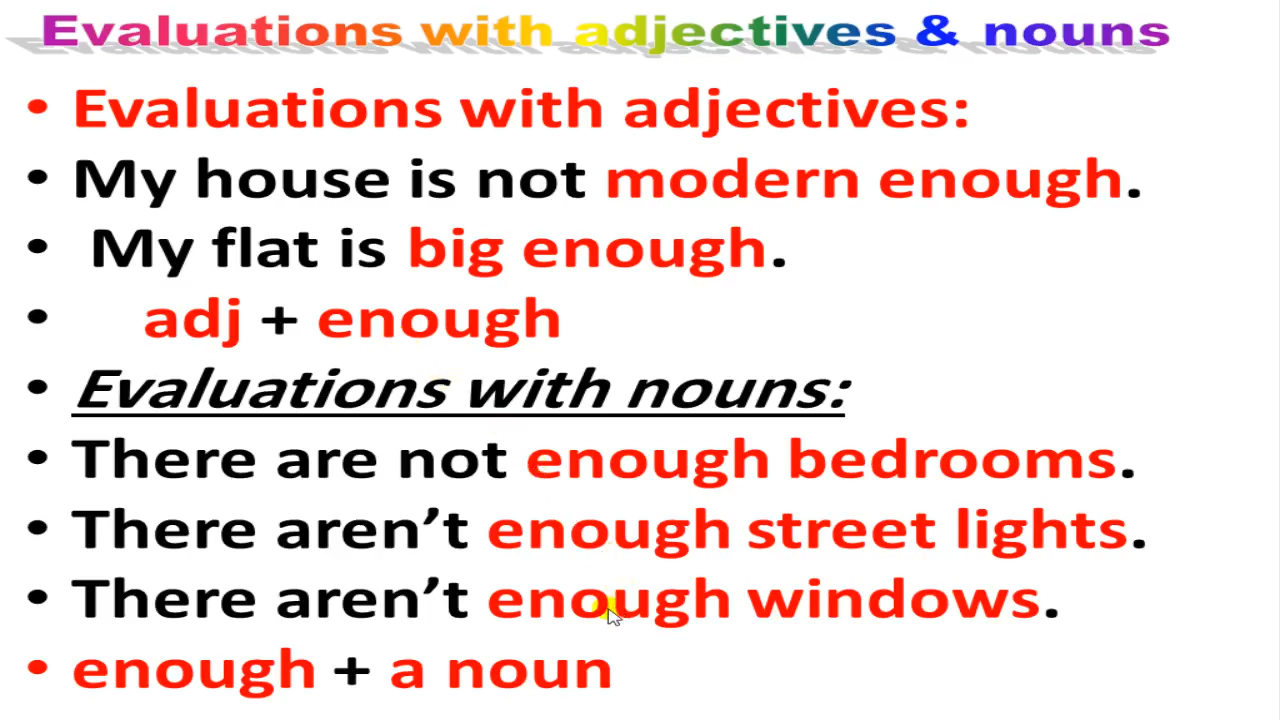 Evaluations with adjectives & nouns
• Evaluations with adjectives:
• My house is not modern enough.
• My flat is big enough.
• adj + enough
• Evaluations with nouns:
• There are not enough bedrooms.
• There aren’t enough street lights.
• There aren’t enough windows.
• enough + a noun